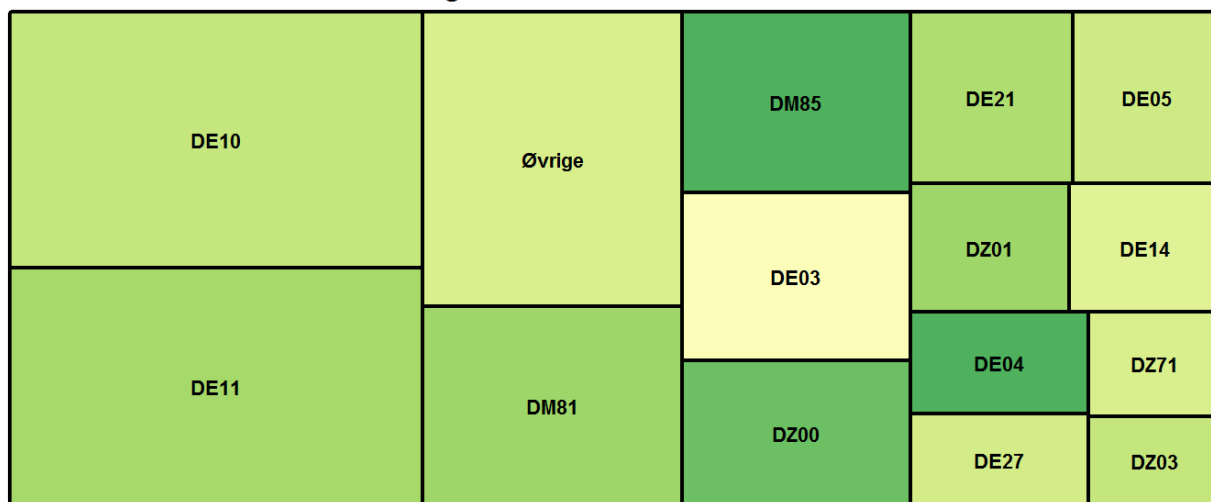 DE10
DE11
Øvrige
DM81
DM85
DE03
DZ00
DE21
DE05
DZ01
DE14
DE04
DZ71
DE27
DZ03